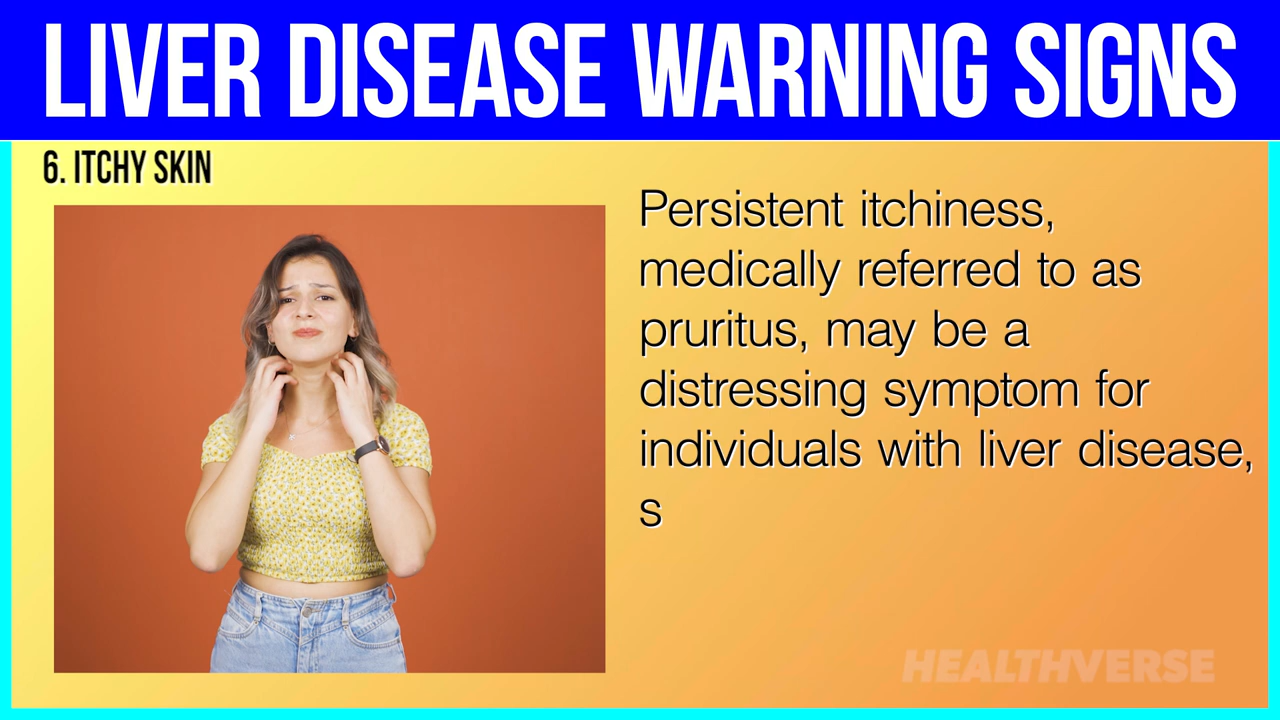 LIVER DISEASE WARNING SIGNS
6. ITCHY SKIN
Persistent itchiness,
medically referred to as
pruritus, may be a
distressing symptom for
individuals with liver disease,
s
HEALTHVERSE